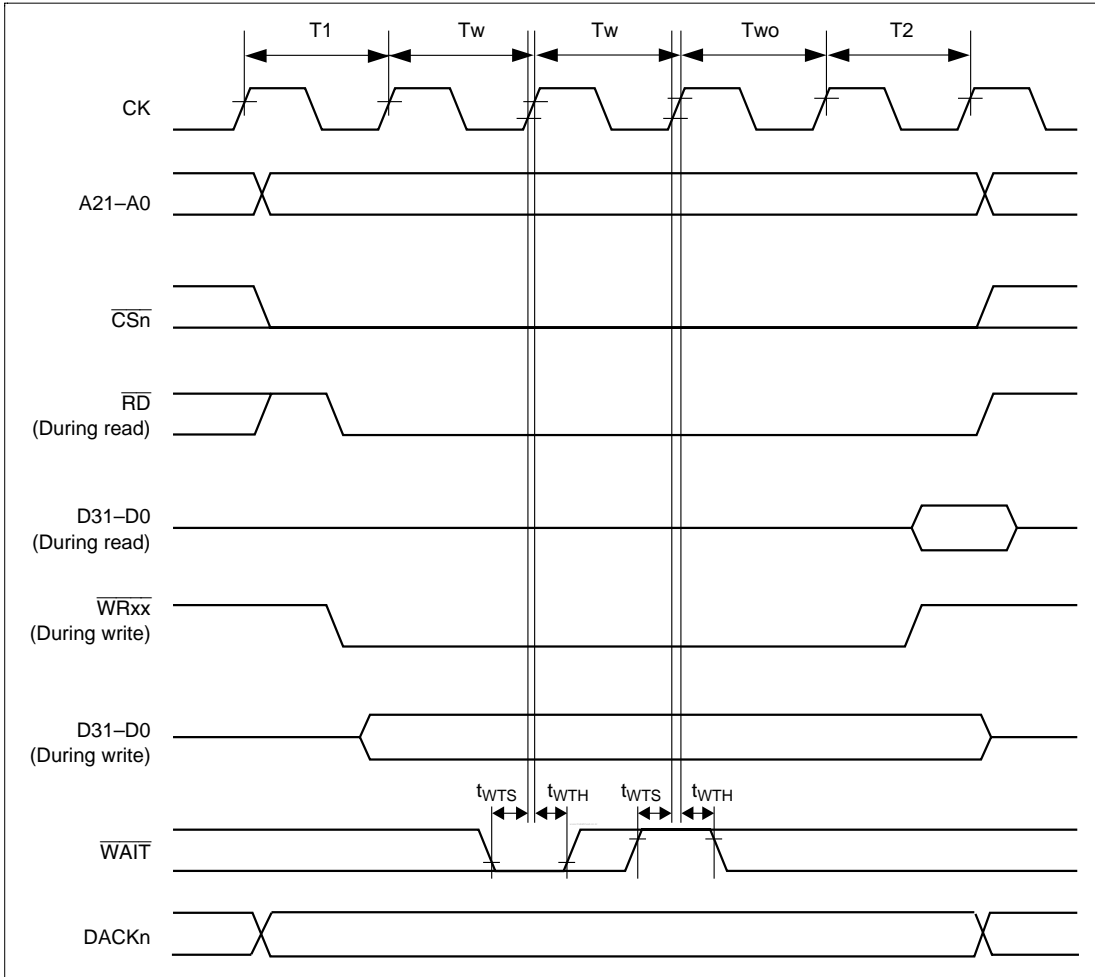 T1 Tw Tw Two T2
CK
A21–A0
CSn
RD
(During read)
D31–D0
(During read)
WRxx
(During write)
D31–D0
(During write)
tWTS tWTH tWTS tWTH
WAIT
DACKn